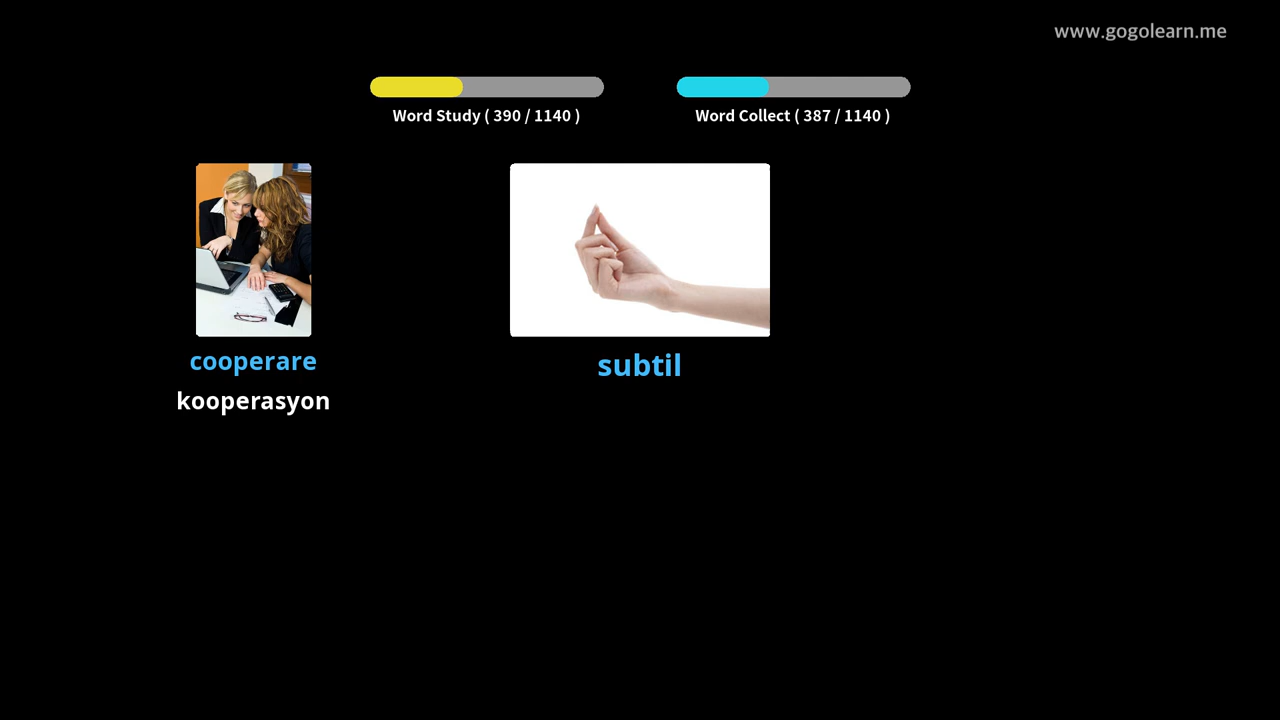 www.gogolearn.me
Word Study ( 390 / 1140 )
Word Collect ( 387 / 1140 )
cooperare
kooperasyon
subtil